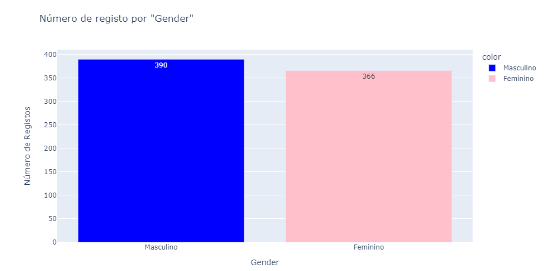 Número de registo por "Gender"
400
350
300
250
200
150
100
50
0
Número de Registos
390
366
Masculino
Feminino
Gender
color
Masculino
Feminino